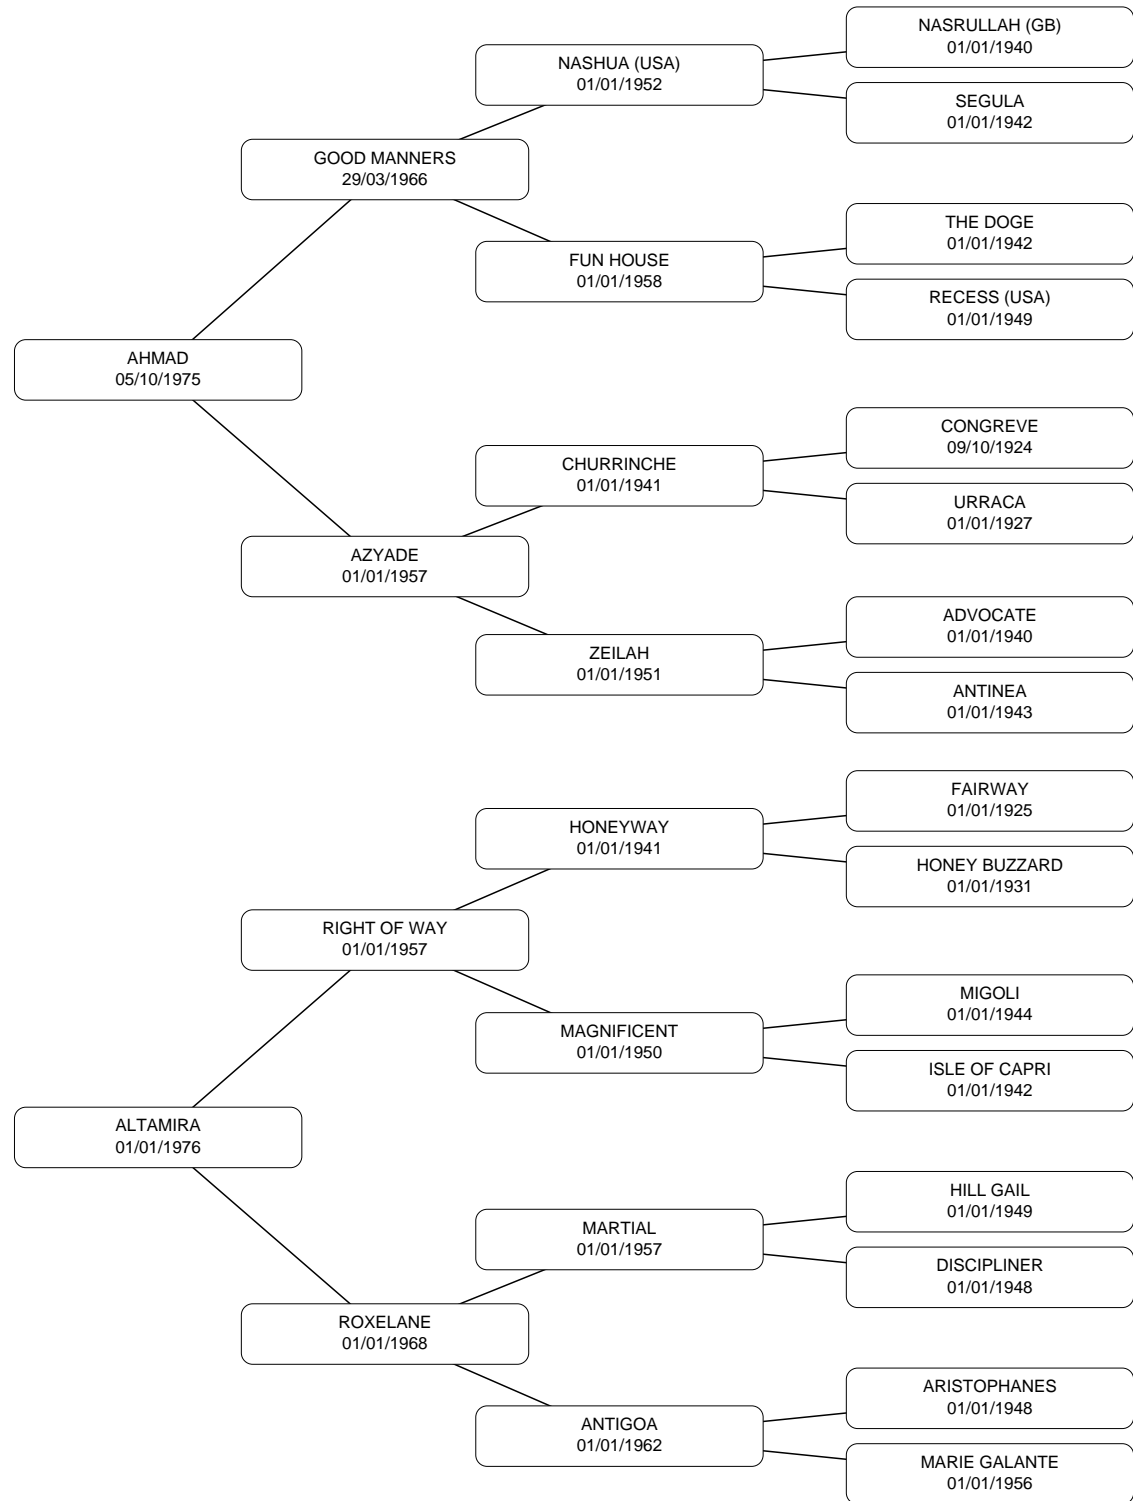 NASRULLAH (GB)
01/01/1940
NASHUA (USA)
01/01/1952
SEGULA
01/01/1942
GOOD MANNERS
29/03/1966
THE DOGE
01/01/1942
FUN HOUSE
01/01/1958
RECESS (USA)
01/01/1949
AHMAD
05/10/1975
CONGREVE
09/10/1924
CHURRINCHE
01/01/1941
URRACA
01/01/1927
AZYADE
01/01/1957
ADVOCATE
01/01/1940
ZEILAH
01/01/1951
ANTINEA
01/01/1943
FAIRWAY
01/01/1925
HONEYWAY
01/01/1941
HONEY BUZZARD
01/01/1931
RIGHT OF WAY
01/01/1957
MIGOLI
01/01/1944
MAGNIFICENT
01/01/1950
ISLE OF CAPRI
01/01/1942
ALTAMIRA
01/01/1976
HILL GAIL
01/01/1949
MARTIAL
01/01/1957
DISCIPLINER
01/01/1948
ROXELANE
01/01/1968
ARISTOPHANES
01/01/1948
ANTIGOA
01/01/1962
MARIE GALANTE
01/01/1956